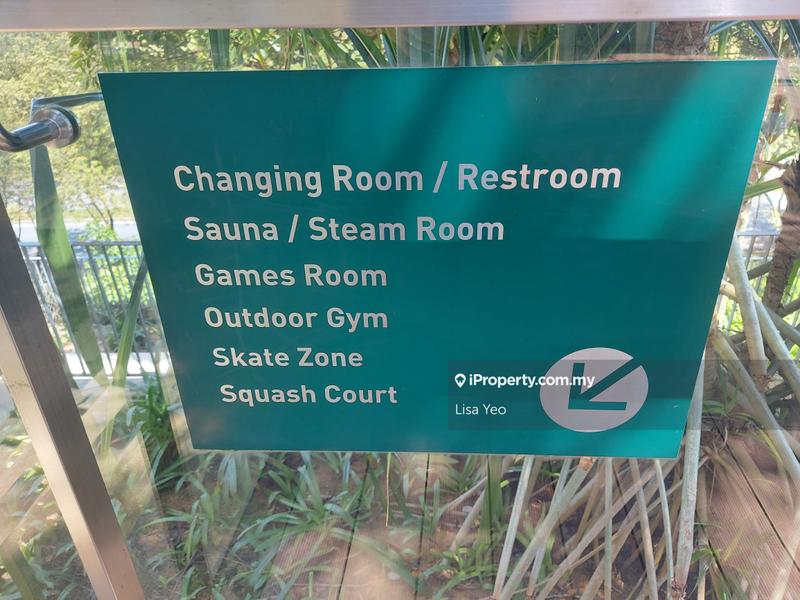 Changing Room / Restroom
Sauna / Steam Room
Games Room
Outdoor Gym
Skate Zone
Squash Court
iProperty.com.my
Lisa Yeo